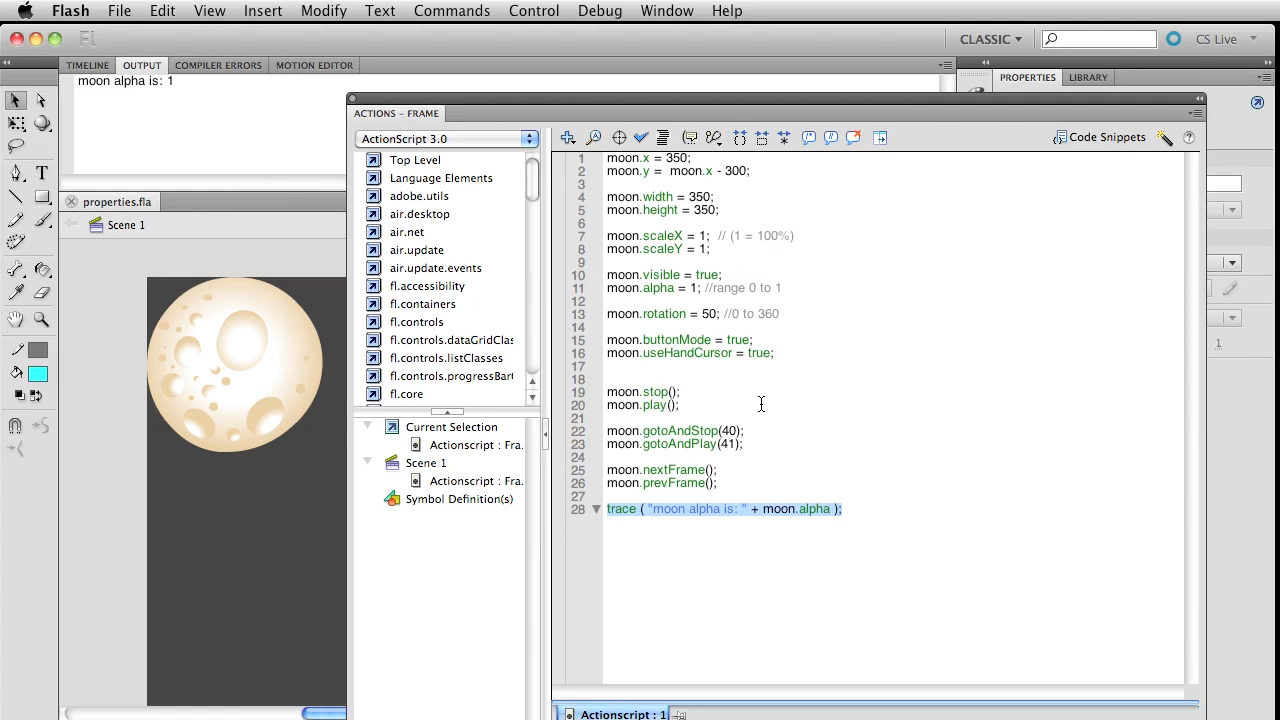 Flash File Edit View Insert Modify Text Commands Control Debug Window Help
Fl CLASSIC CS Live
TIMELINE OUTPUT COMPILER ERRORS MOTION EDITOR
PROPERTIES LIBRARY
moon alpha is: 1
properties.fla
Scene 1
ACTIONS – FRAME
ActionScript 3.0
Code Snippets
Top Level
Language Elements
adobe.utils
air.desktop
air.net
air.update
air.update.events
fl.accessibility
fl.containers
fl.controls
fl.controls.dataGridClas
fl.controls.listClasses
fl.controls.progressBar
fl.core
Current Selection
Actionscript : Fra.
Scene 1
Actionscript : Fra.
Symbol Definition(s)
1 moon.x = 350;
2 moon.y =  moon.x - 300;
3
4 moon.width = 350;
5 moon.height = 350;
6
7 moon.scaleX = 1;  // (1 = 100%)
8 moon.scaleY = 1;
9
10 moon.visible = true;
11 moon.alpha = 1; //range 0 to 1
12
13 moon.rotation = 50; //0 to 360
14
15 moon.buttonMode = true;
16 moon.useHandCursor = true;
17
18
19 moon.stop();
20 moon.play();
21
22 moon.gotoAndStop(40);
23 moon.gotoAndPlay(41);
24
25 moon.nextFrame();
26 moon.prevFrame();
27
28 trace ( "moon alpha is: " + moon.alpha );
1
Actionscript : 1